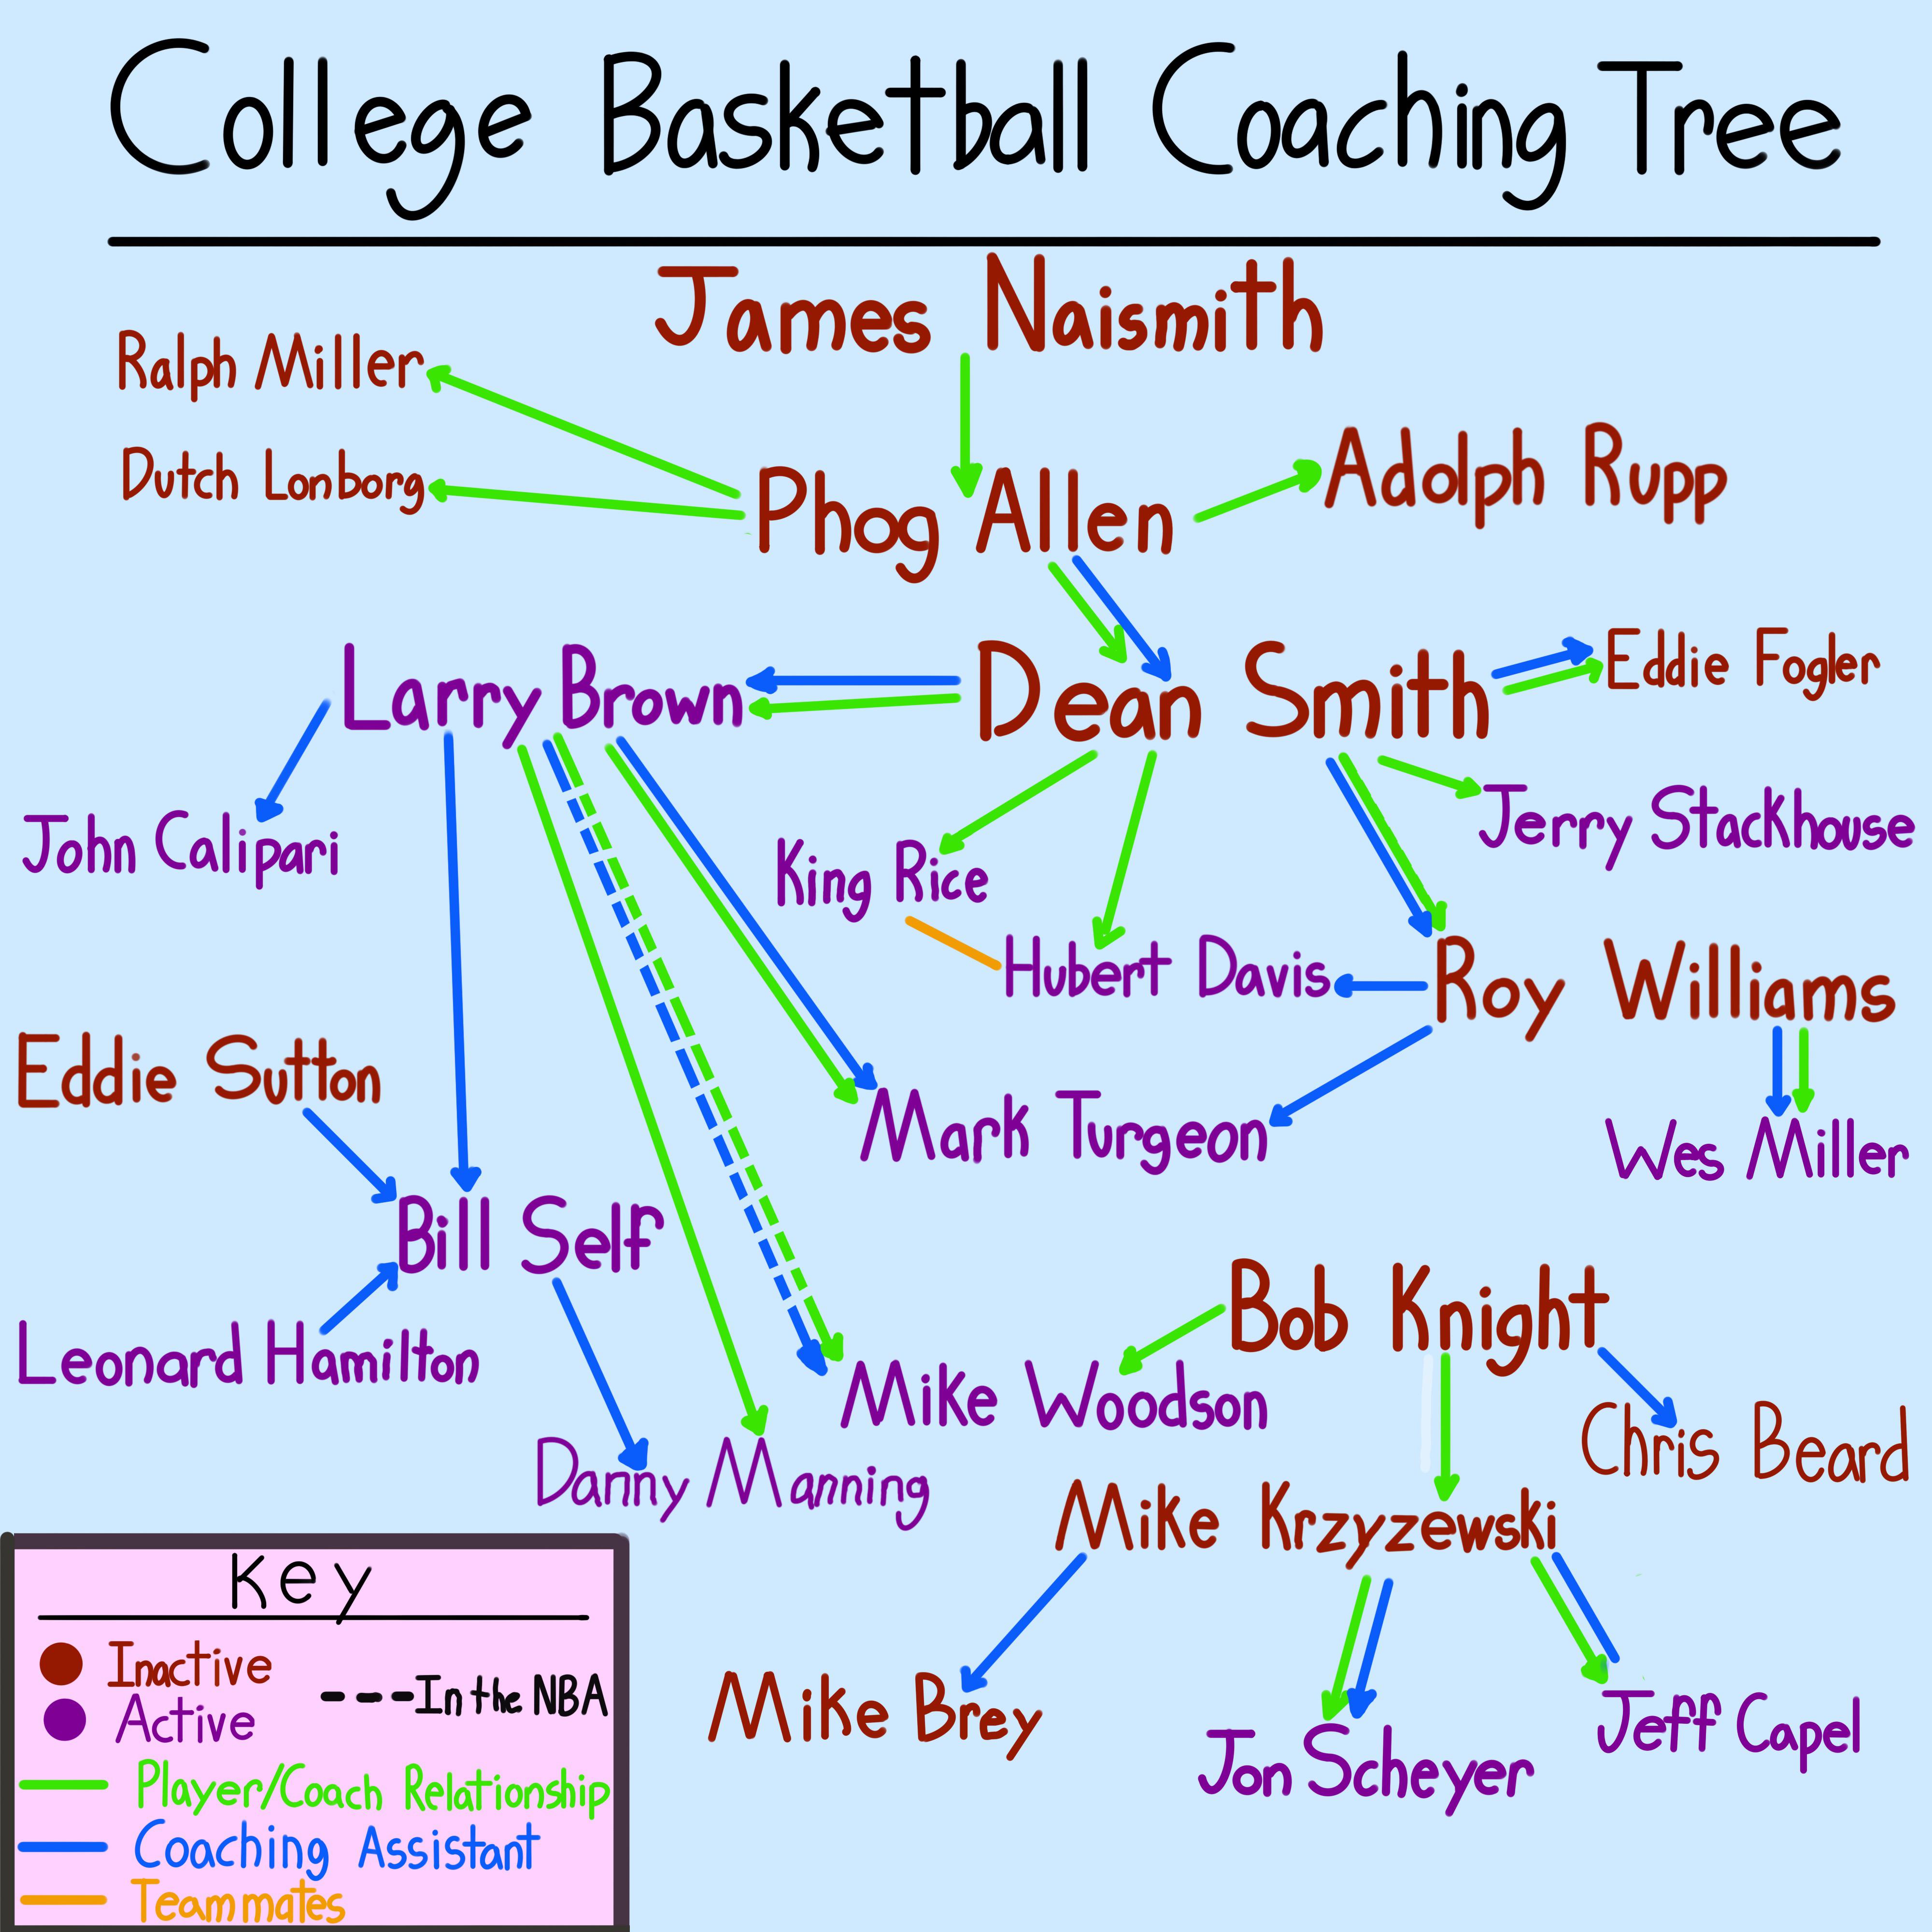 College Basketball Coaching Tree
James Naismith
Ralph Miller
Dutch Lonborg
Phog Allen
Adolph Rupp
Larry Brown
Dean Smith
Eddie Fogler
John Calipari
King Rice
Jerry Stackhouse
Hubert Davis
Roy Williams
Eddie Sutton
Mark Turgeon
Wes Miller
Bill Self
Bob Knight
Leonard Hamilton
Mike Woodson
Chris Beard
Danny Manning
Mike Krzyzewski
Mike Brey
Jon Scheyer
Jeff Capel
Key
Inactive
In the NBA
Active
Player/Coach Relationship
Coaching Assistant
Teammates